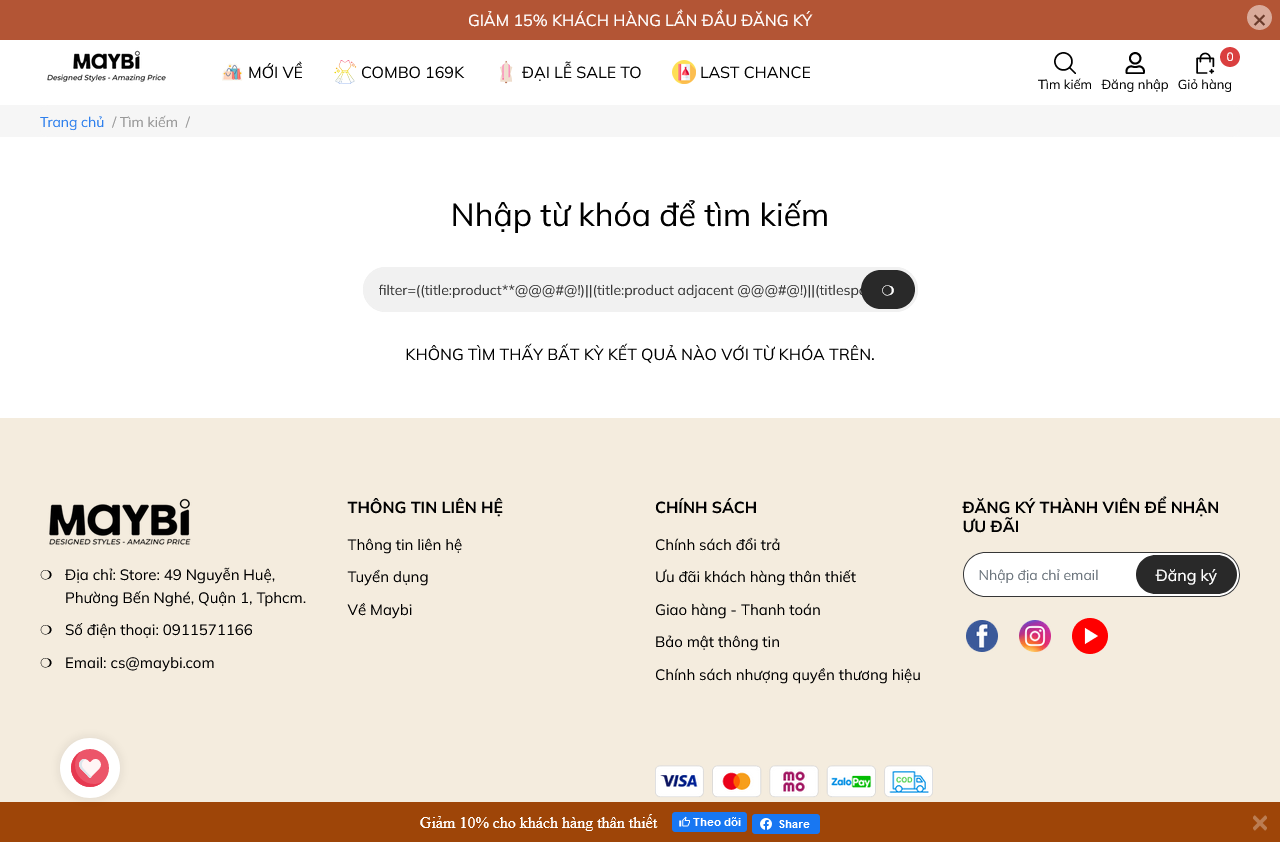 GIẢM 15% KHÁCH HÀNG LẦN ĐẦU ĐĂNG KÝ
MAYBI
Designed Styles - Amazing Price
MỚI VỀ
COMBO 169K
ĐẠI LỄ SALE TO
LAST CHANCE
Tìm kiếm
Đăng nhập
0
Giỏ hàng
Trang chủ / Tìm kiếm /
Nhập từ khóa để tìm kiếm
filter=((title:product**@@@#@!)||(title:product adjacent @@@#@!)||(titlesp
KHÔNG TÌM THẤY BẤT KỲ KẾT QUẢ NÀO VỚI TỪ KHÓA TRÊN.
MAYBI
DESIGNED STYLES - AMAZING PRICE
Địa chỉ: Store: 49 Nguyễn Huệ,
Phường Bến Nghé, Quận 1, Tphcm.
Số điện thoại: 0911571166
Email: cs@maybi.com
THÔNG TIN LIÊN HỆ
Thông tin liên hệ
Tuyển dụng
Về Maybi
CHÍNH SÁCH
Chính sách đổi trả
Ưu đãi khách hàng thân thiết
Giao hàng - Thanh toán
Bảo mật thông tin
Chính sách nhượng quyền thương hiệu
ĐĂNG KÝ THÀNH VIÊN ĐỂ NHẬN
ƯU ĐÃI
Nhập địa chỉ email
Đăng ký
VISA
momo
ZaloPay
COD
Giảm 10% cho khách hàng thân thiết
Theo dõi
Share